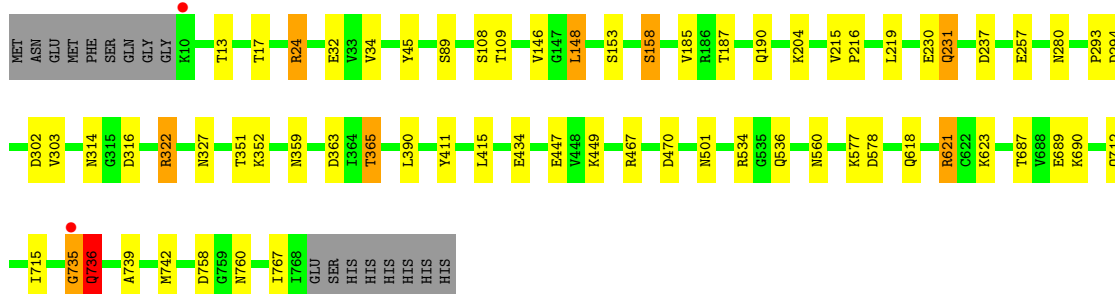 MET ASN GLU MET PHE SER GLN GLY GLY K10 T13 T17 R24 E32 V33 V34 Y45 S89 S108 T109 V146 G147 L148 S153 S158 V185 R186 T187 Q190 K204 V215 P216 L219 E230 Q231 D237 E257 N280 P293
D302 V303 N314 G315 D316 R322 N327 T351 K352 N359 D363 I364 T365 L390 Y411 L415 E434 E447 V448 K449 R467 D470 N501 R534 G535 Q536 N560 K577 D578 Q618 R621 C622 K623 T687 V688 E689 K690
I715 G735 Q736 A739 M742 D758 G759 N760 I767 I768 GLU SER HIS HIS HIS HIS HIS HIS